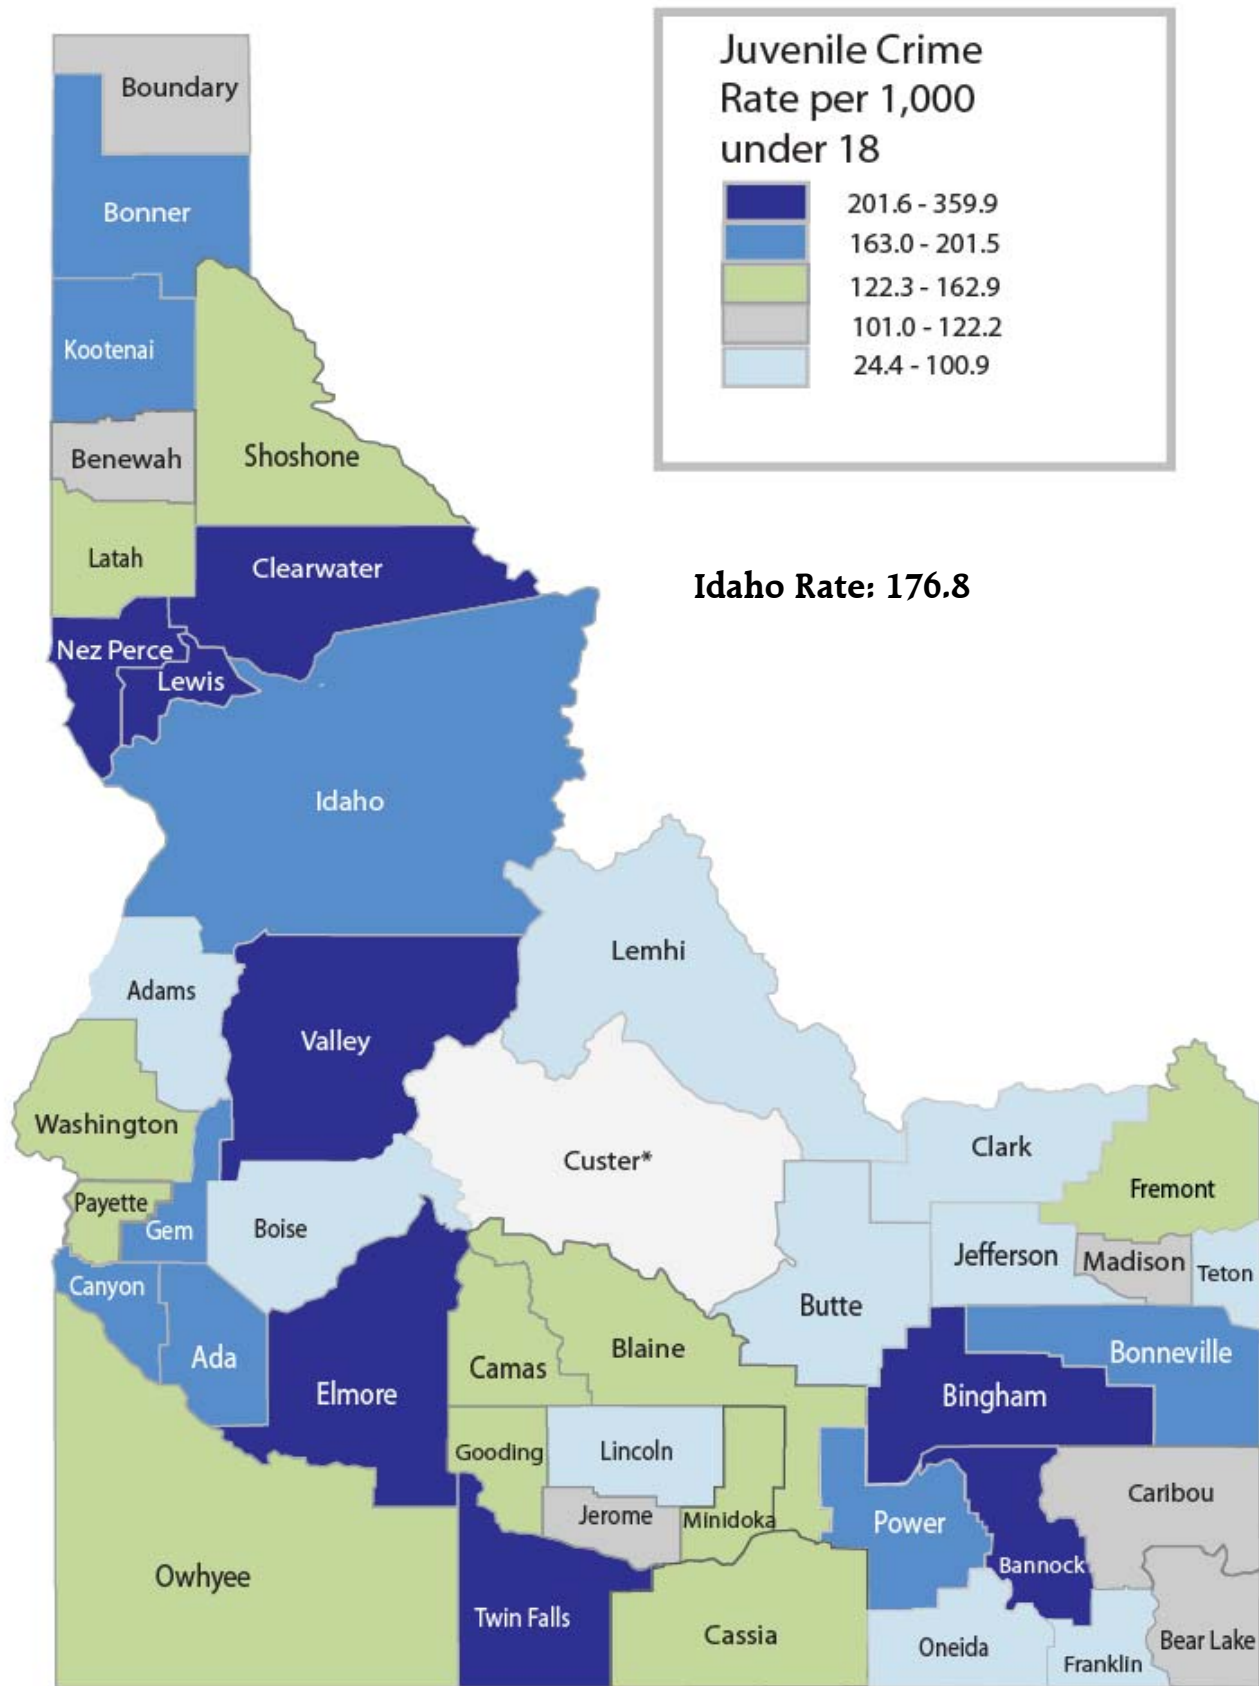 Juvenile Crime
Rate per 1,000
under 18
201.6 - 359.9
163.0 - 201.5
122.3 - 162.9
101.0 - 122.2
24.4 - 100.9
Idaho Rate: 176.8
Boundary
Bonner
Kootenai
Benewah
Shoshone
Latah
Clearwater
Nez Perce
Lewis
Idaho
Lemhi
Adams
Valley
Washington
Custer*
Clark
Fremont
Payette
Gem
Boise
Jefferson
Madison
Teton
Canyon
Ada
Butte
Blaine
Bonneville
Camas
Elmore
Bingham
Gooding
Lincoln
Caribou
Jerome
Minidoka
Power
Bannock
Owhyee
Twin Falls
Cassia
Oneida
Bear Lake
Franklin